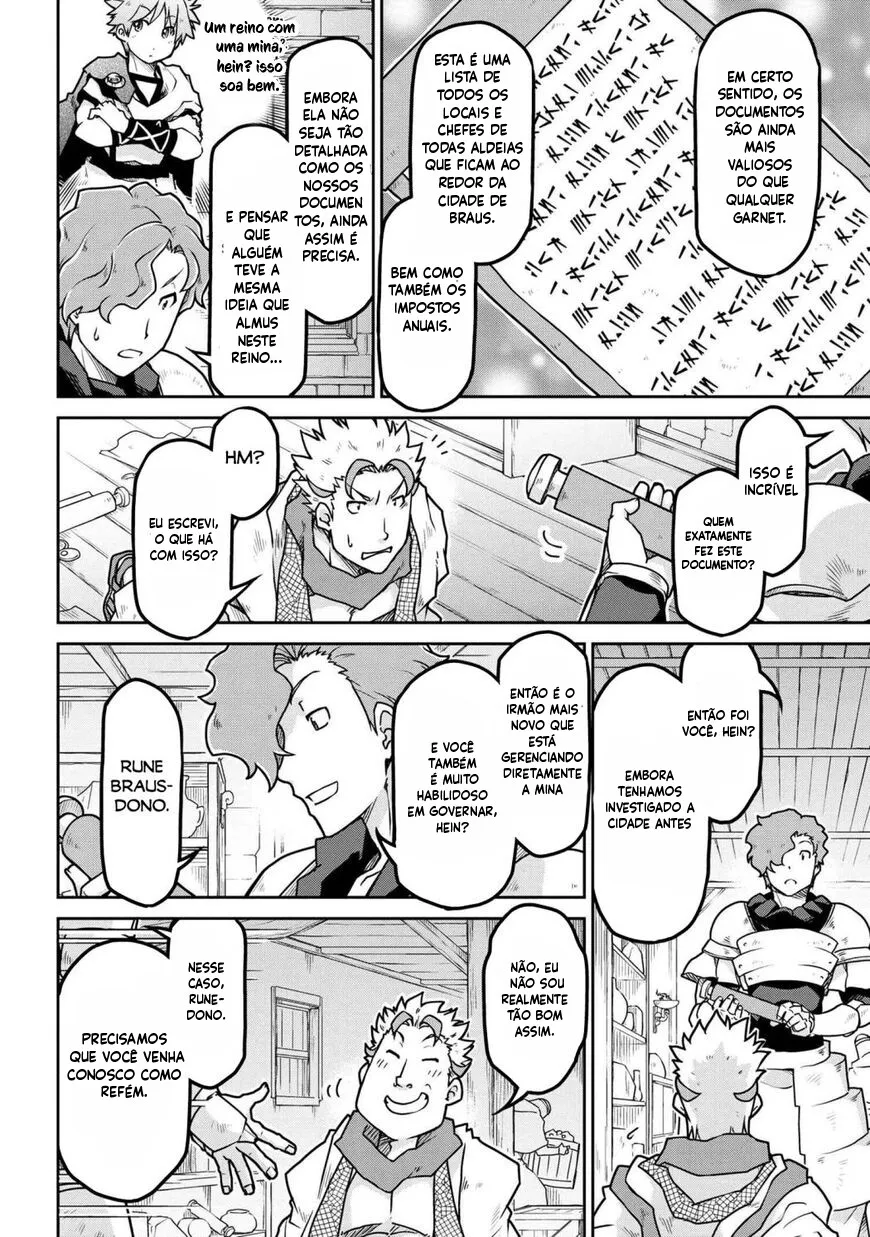 EM CERTO
SENTIDO, OS
DOCUMENTOS
SÃO AINDA
MAIS
VALIOSOS
DO QUE
QUALQUER
GARNET.
ESTA É UMA
LISTA DE
TODOS OS
LOCAIS E
CHEFES DE
TODAS ALDEIAS
QUE FICAM AO
REDOR DA
CIDADE DE
BRAUS.
BEM COMO
TAMBÉM OS
IMPOSTOS
ANUAIS.
Um reino com
uma mina,
hein? isso
soa bem.
EMBORA
ELA NÃO
SEJA TÃO
DETALHADA
COMO OS
NOSSOS
DOCUMEN-
TOS, AINDA
ASSIM É
PRECISA.
E PENSAR
QUE
ALGUÉM
TEVE A
MESMA
IDEIA QUE
ALMUS
NESTE
REINO...
ISSO É
INCRÍVEL
QUEM
EXATAMENTE
FEZ ESTE
DOCUMENTO?
HM?
EU ESCREVI,
O QUE HÁ
COM ISSO?
ENTÃO FOI
VOCÊ, HEIN?
EMBORA
TENHAMOS
INVESTIGADO A
CIDADE ANTES
ENTÃO É O
IRMÃO MAIS
NOVO QUE
ESTÁ
GERENCIANDO
DIRETAMENTE
A MINA
E VOCÊ
TAMBÉM
É MUITO
HABILIDOSO
EM GOVERNAR,
HEIN?
RUNE
BRAUS-
DONO.
NÃO, EU
NÃO SOU
REALMENTE
TÃO BOM
ASSIM.
NESSE
CASO,
RUNE-
DONO.
PRECISAMOS
QUE VOCÊ VENHA
CONOSCO COMO
REFÉM.